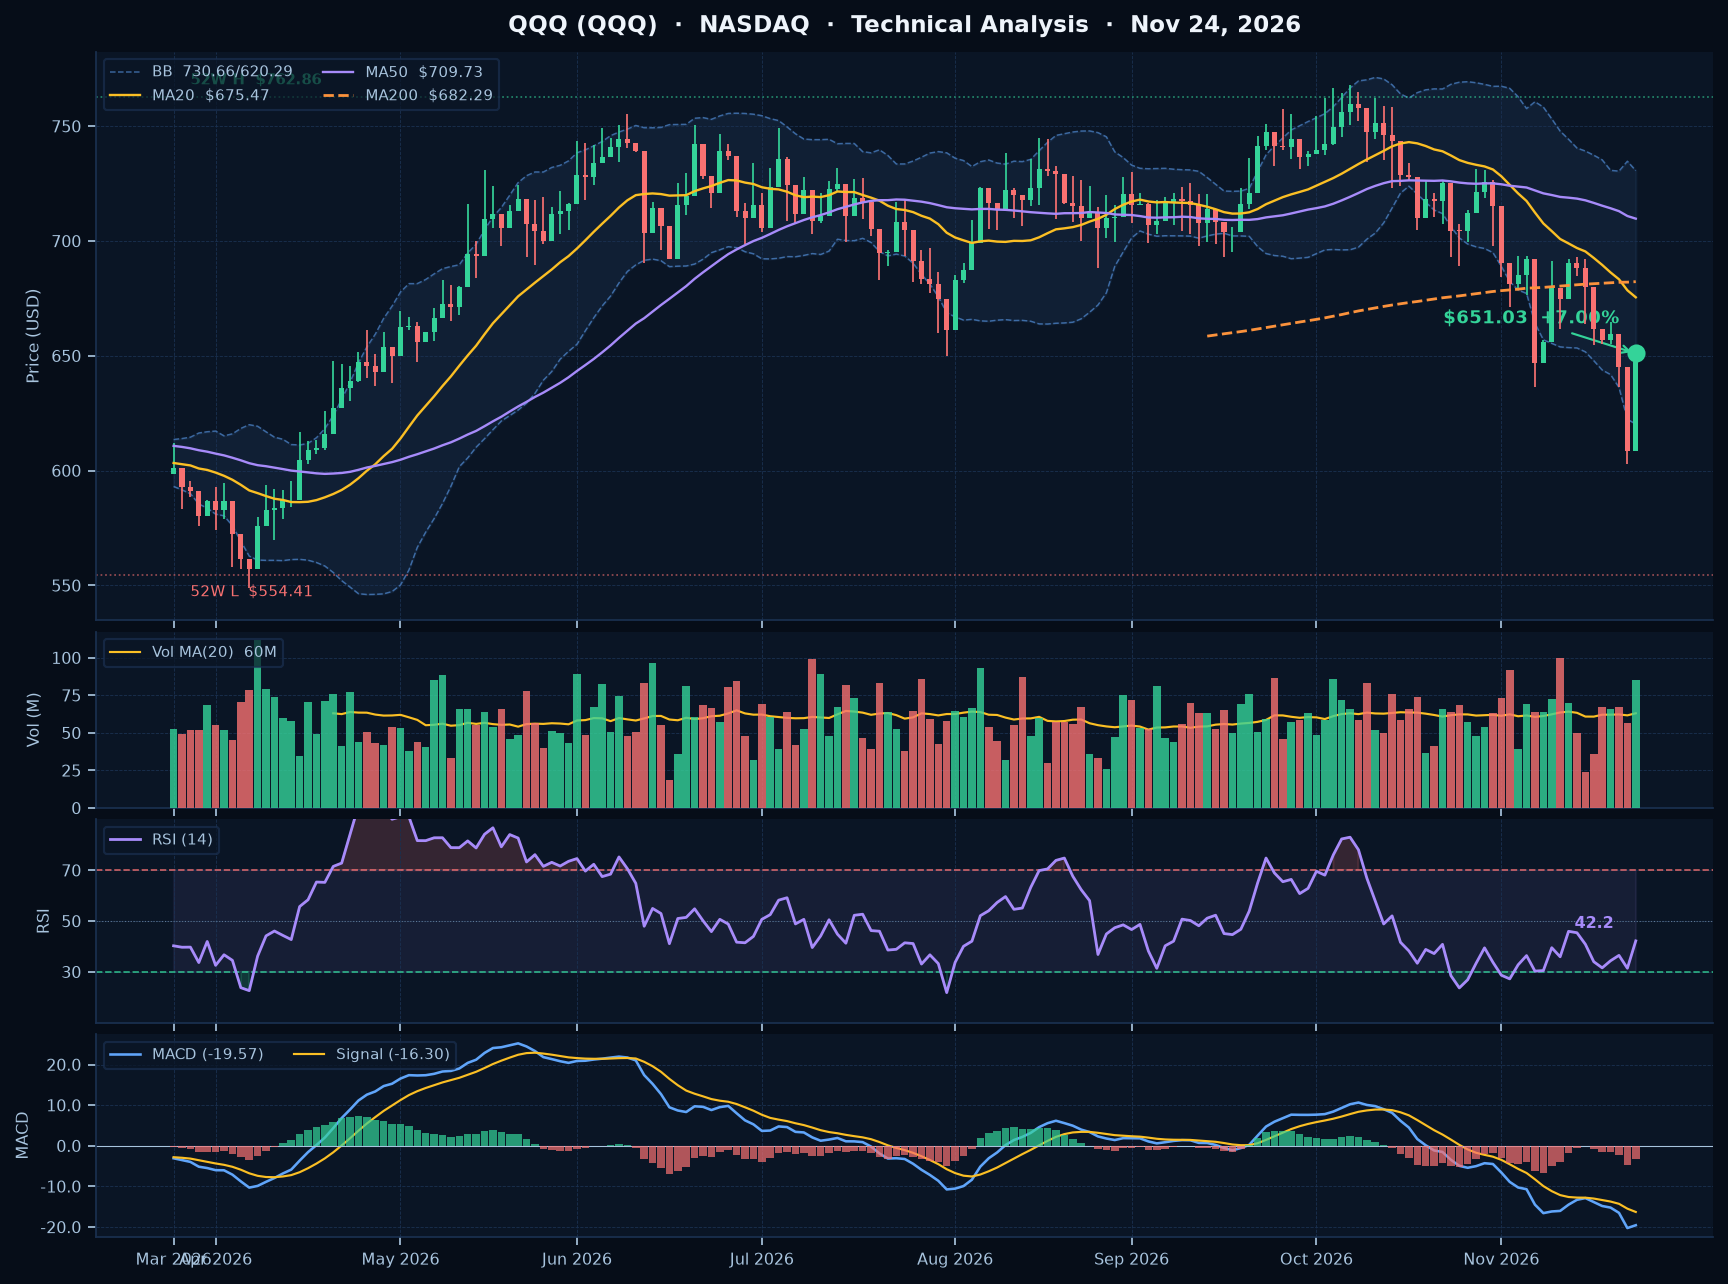 QQQ (QQQ)  ·  NASDAQ  ·  Technical Analysis  ·  Nov 24, 2026
BB  730.66/620.29
MA50  $709.73
52W H  $762.86
MA20  $675.47
MA200  $682.29
Price (USD)
750
700
650
600
550
$651.03  +7.00%
52W L  $554.41
Vol MA(20)  60M
Vol (M)
100
75
50
25
0
RSI (14)
RSI
70
50
30
42.2
MACD (-19.57)
Signal (-16.30)
MACD
20.0
10.0
0.0
-10.0
-20.0
Mar 2026
Apr 2026
May 2026
Jun 2026
Jul 2026
Aug 2026
Sep 2026
Oct 2026
Nov 2026